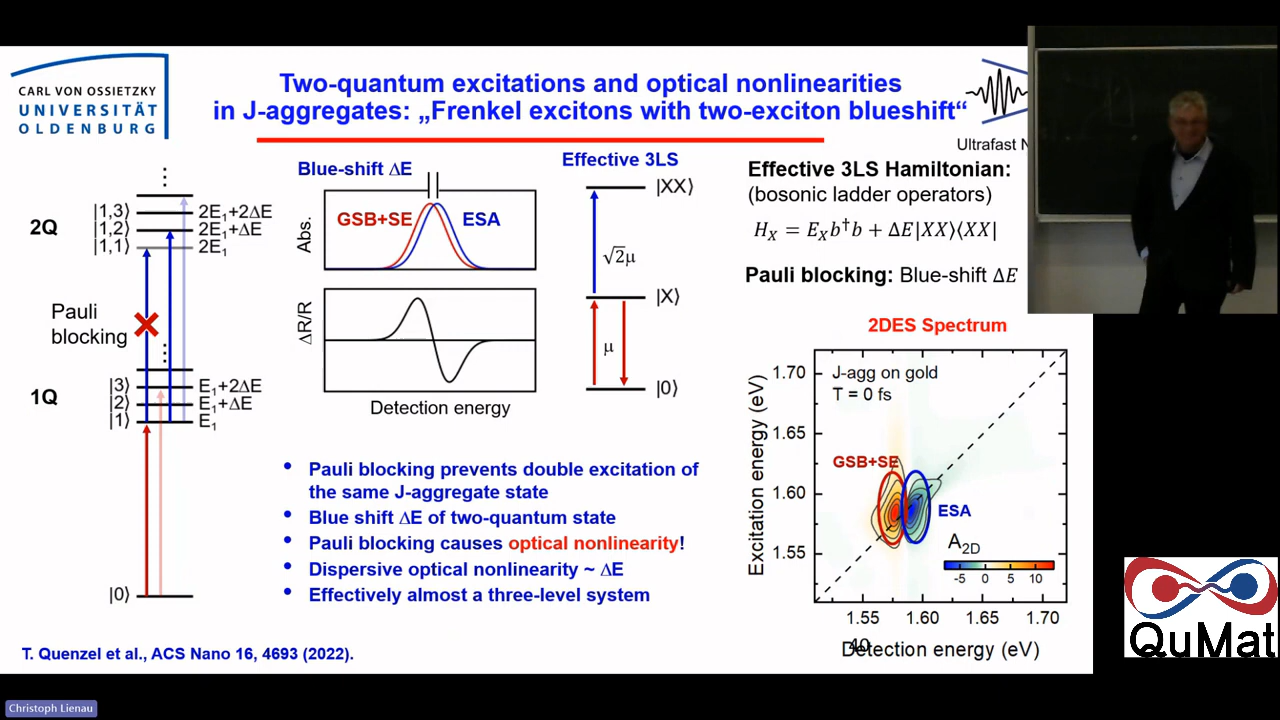 CARL VON OSSIETZKY
UNIVERSITÄT
OLDENBURG
Two-quantum excitations and optical nonlinearities
in J-aggregates: „Frenkel excitons with two-exciton blueshift“
Ultrafast N
⋮
2Q
|1,3⟩ 2E₁+2ΔE
|1,2⟩ 2E₁+ΔE
|1,1⟩ 2E₁
Pauli
blocking
⋮
1Q
|3⟩ E₁+2ΔE
|2⟩ E₁+ΔE
|1⟩ E₁
|0⟩
Blue-shift ΔE
GSB+SE ESA
Abs.
ΔR/R
Detection energy
Effective 3LS
|XX⟩
√2μ
|X⟩
μ
|0⟩
Effective 3LS Hamiltonian:
(bosonic ladder operators)
H_X = E_X b†b + ΔE|XX⟩⟨XX|
Pauli blocking: Blue-shift ΔE
2DES Spectrum
J-agg on gold
T = 0 fs
GSB+SE
ESA
A₂D
-5 0 5 10
1.70
1.65
1.60
1.55
Excitation energy (eV)
1.55 1.60 1.65 1.70
40
Detection energy (eV)
• Pauli blocking prevents double excitation of
the same J-aggregate state
• Blue shift ΔE of two-quantum state
• Pauli blocking causes optical nonlinearity!
• Dispersive optical nonlinearity ~ ΔE
• Effectively almost a three-level system
T. Quenzel et al., ACS Nano 16, 4693 (2022).
QuMat
Christoph Lienau